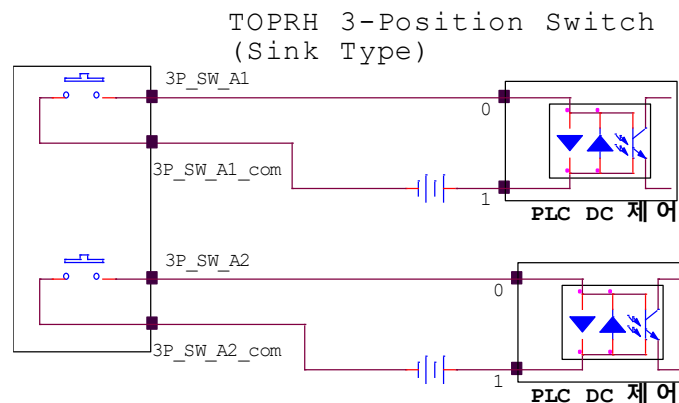 TOPRH 3-Position Switch
(Sink Type)
3P_SW_A1
0
3P_SW_A1_com
1
PLC DC 제어
3P_SW_A2
0
3P_SW_A2_com
1
PLC DC 제어